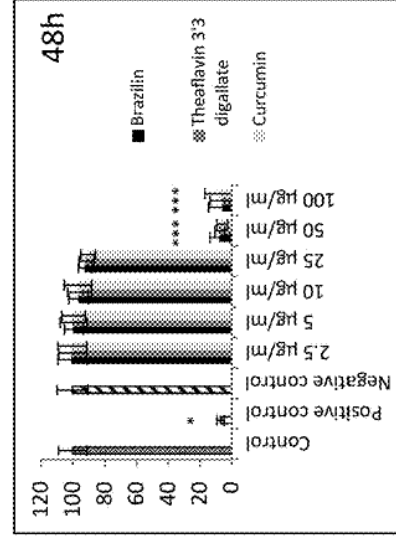 48h
Brazilin
Theaflavin 3'3
digallate
Curcumin
120
100
80
60
40
20
0
* *** ***
Control
Positive control
Negative control
2.5 µg/ml
5 µg/ml
10 µg/ml
25 µg/ml
50 µg/ml
100 µg/ml